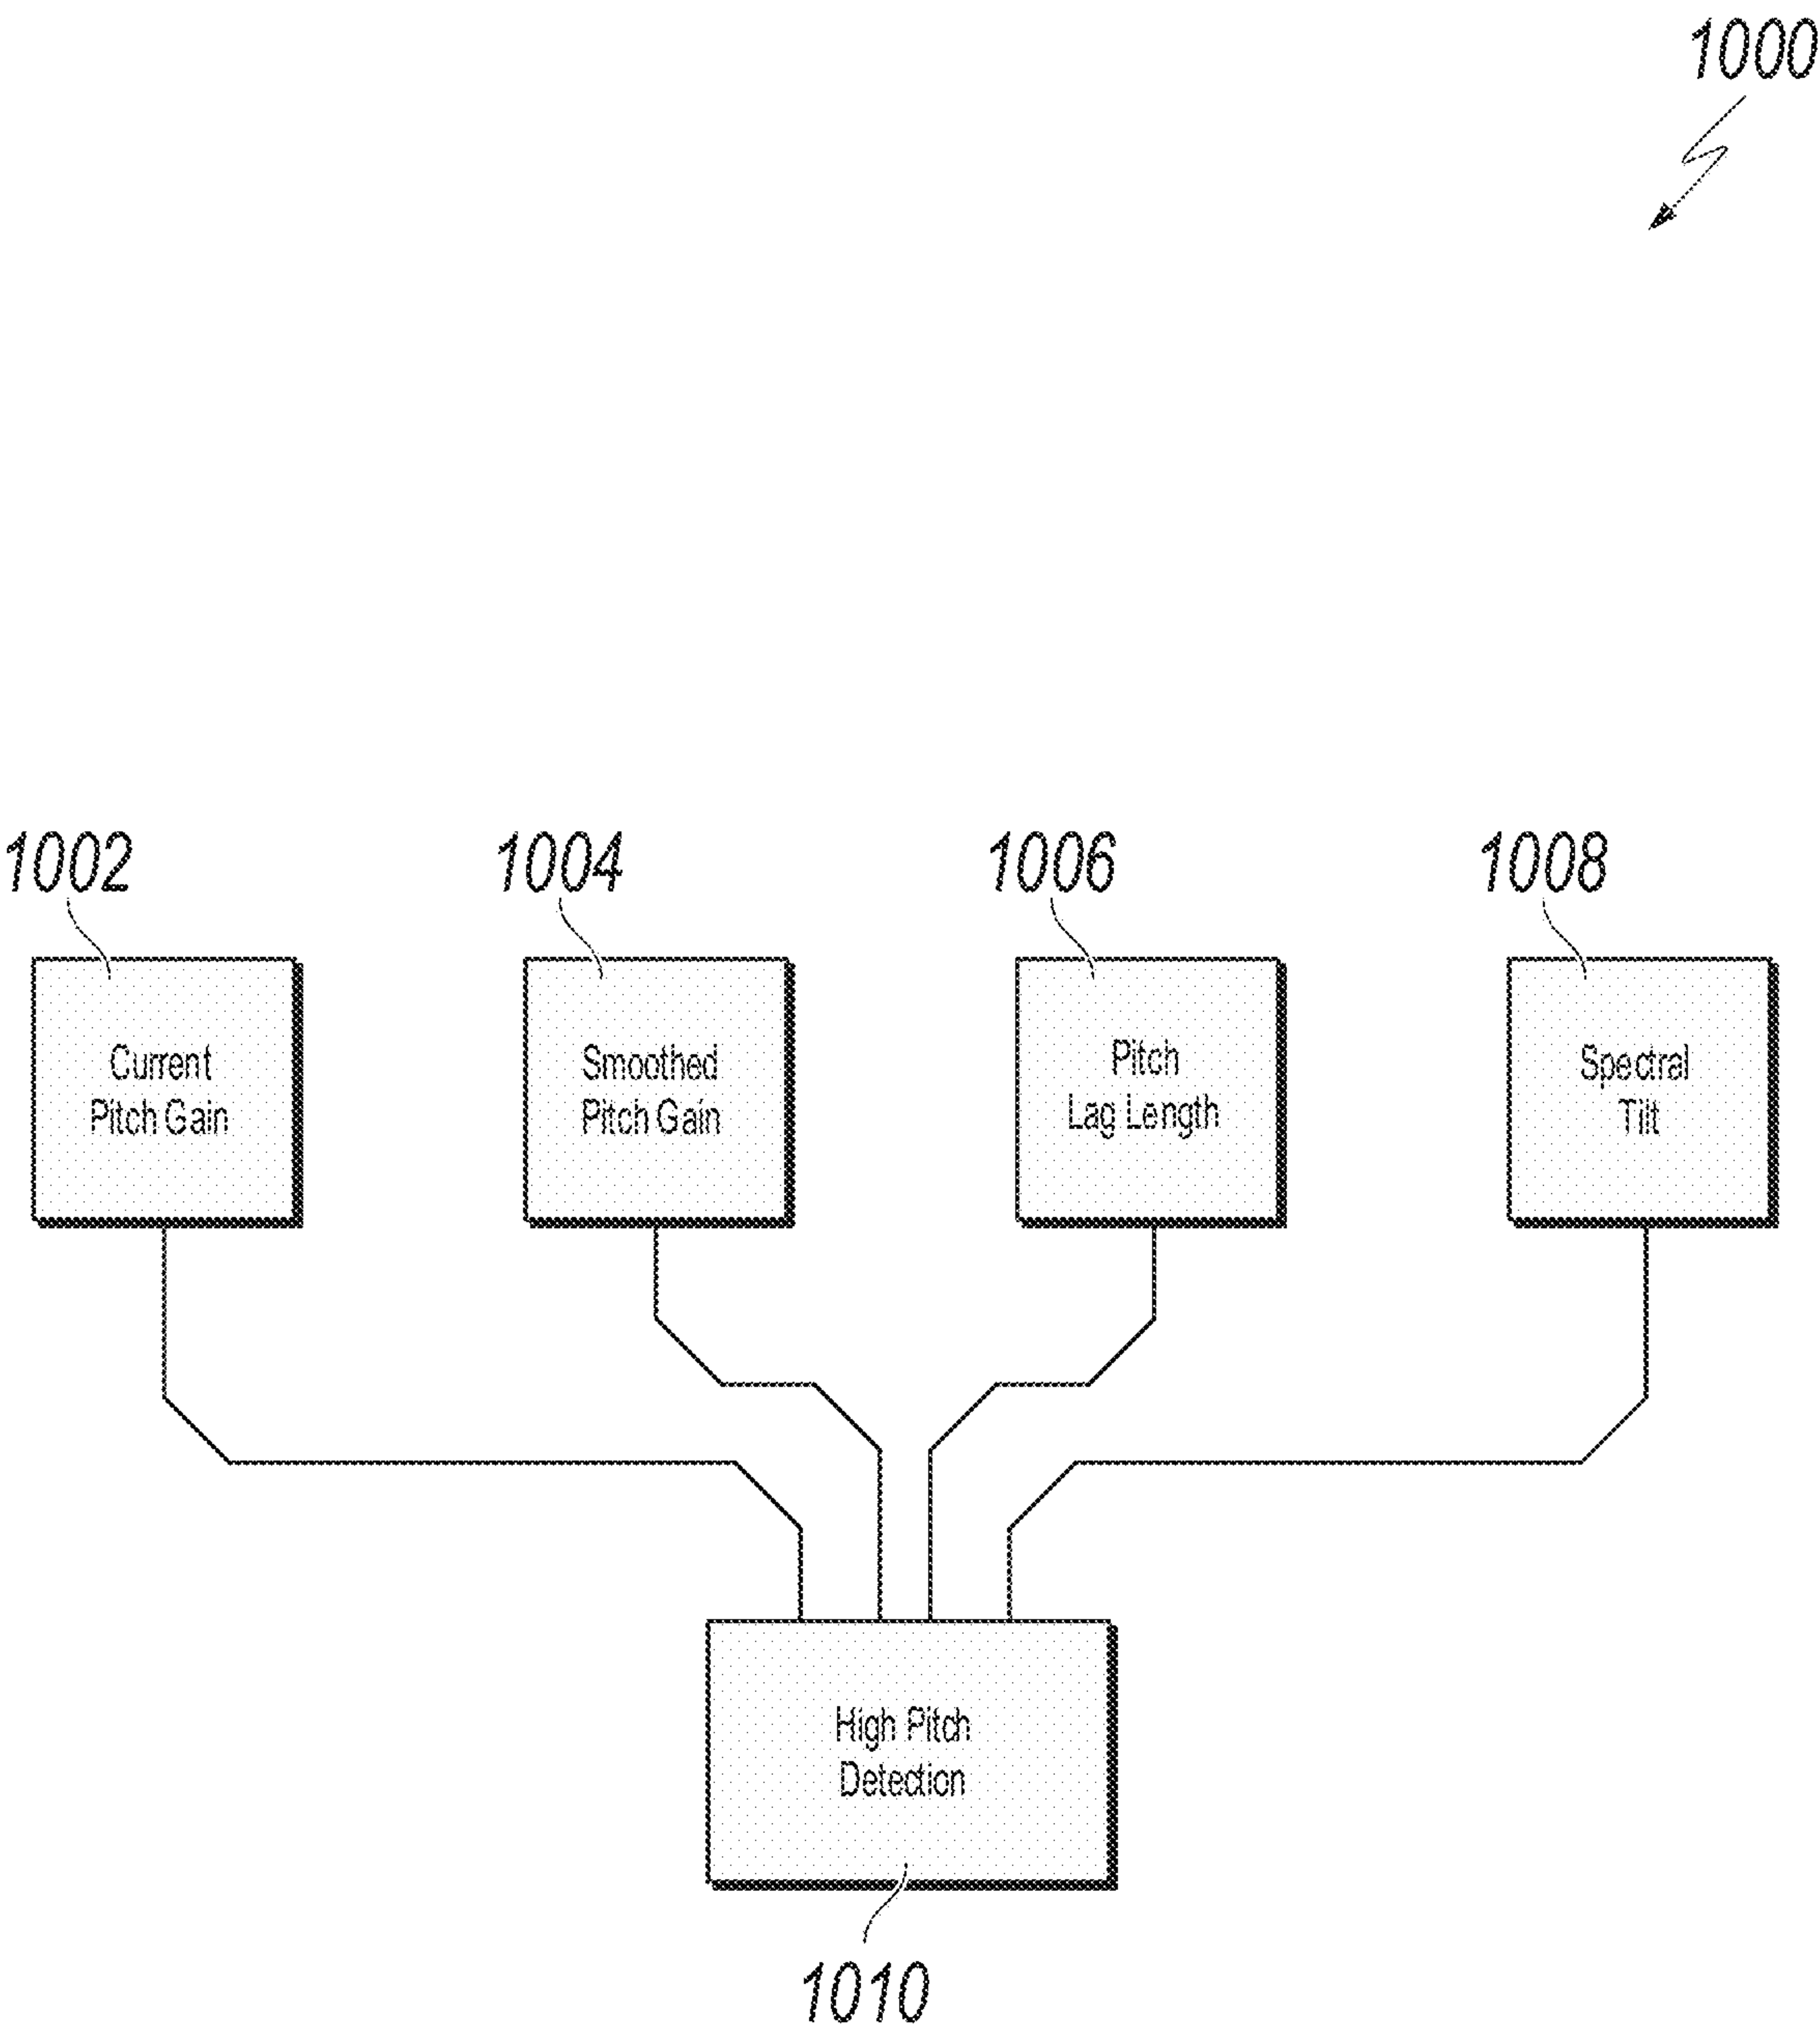 1000
1002
1004
1006
1008
Current
Pitch Gain
Smoothed
Pitch Gain
Pitch
Lag Length
Spectral
Tilt
High Pitch
Detection
1010